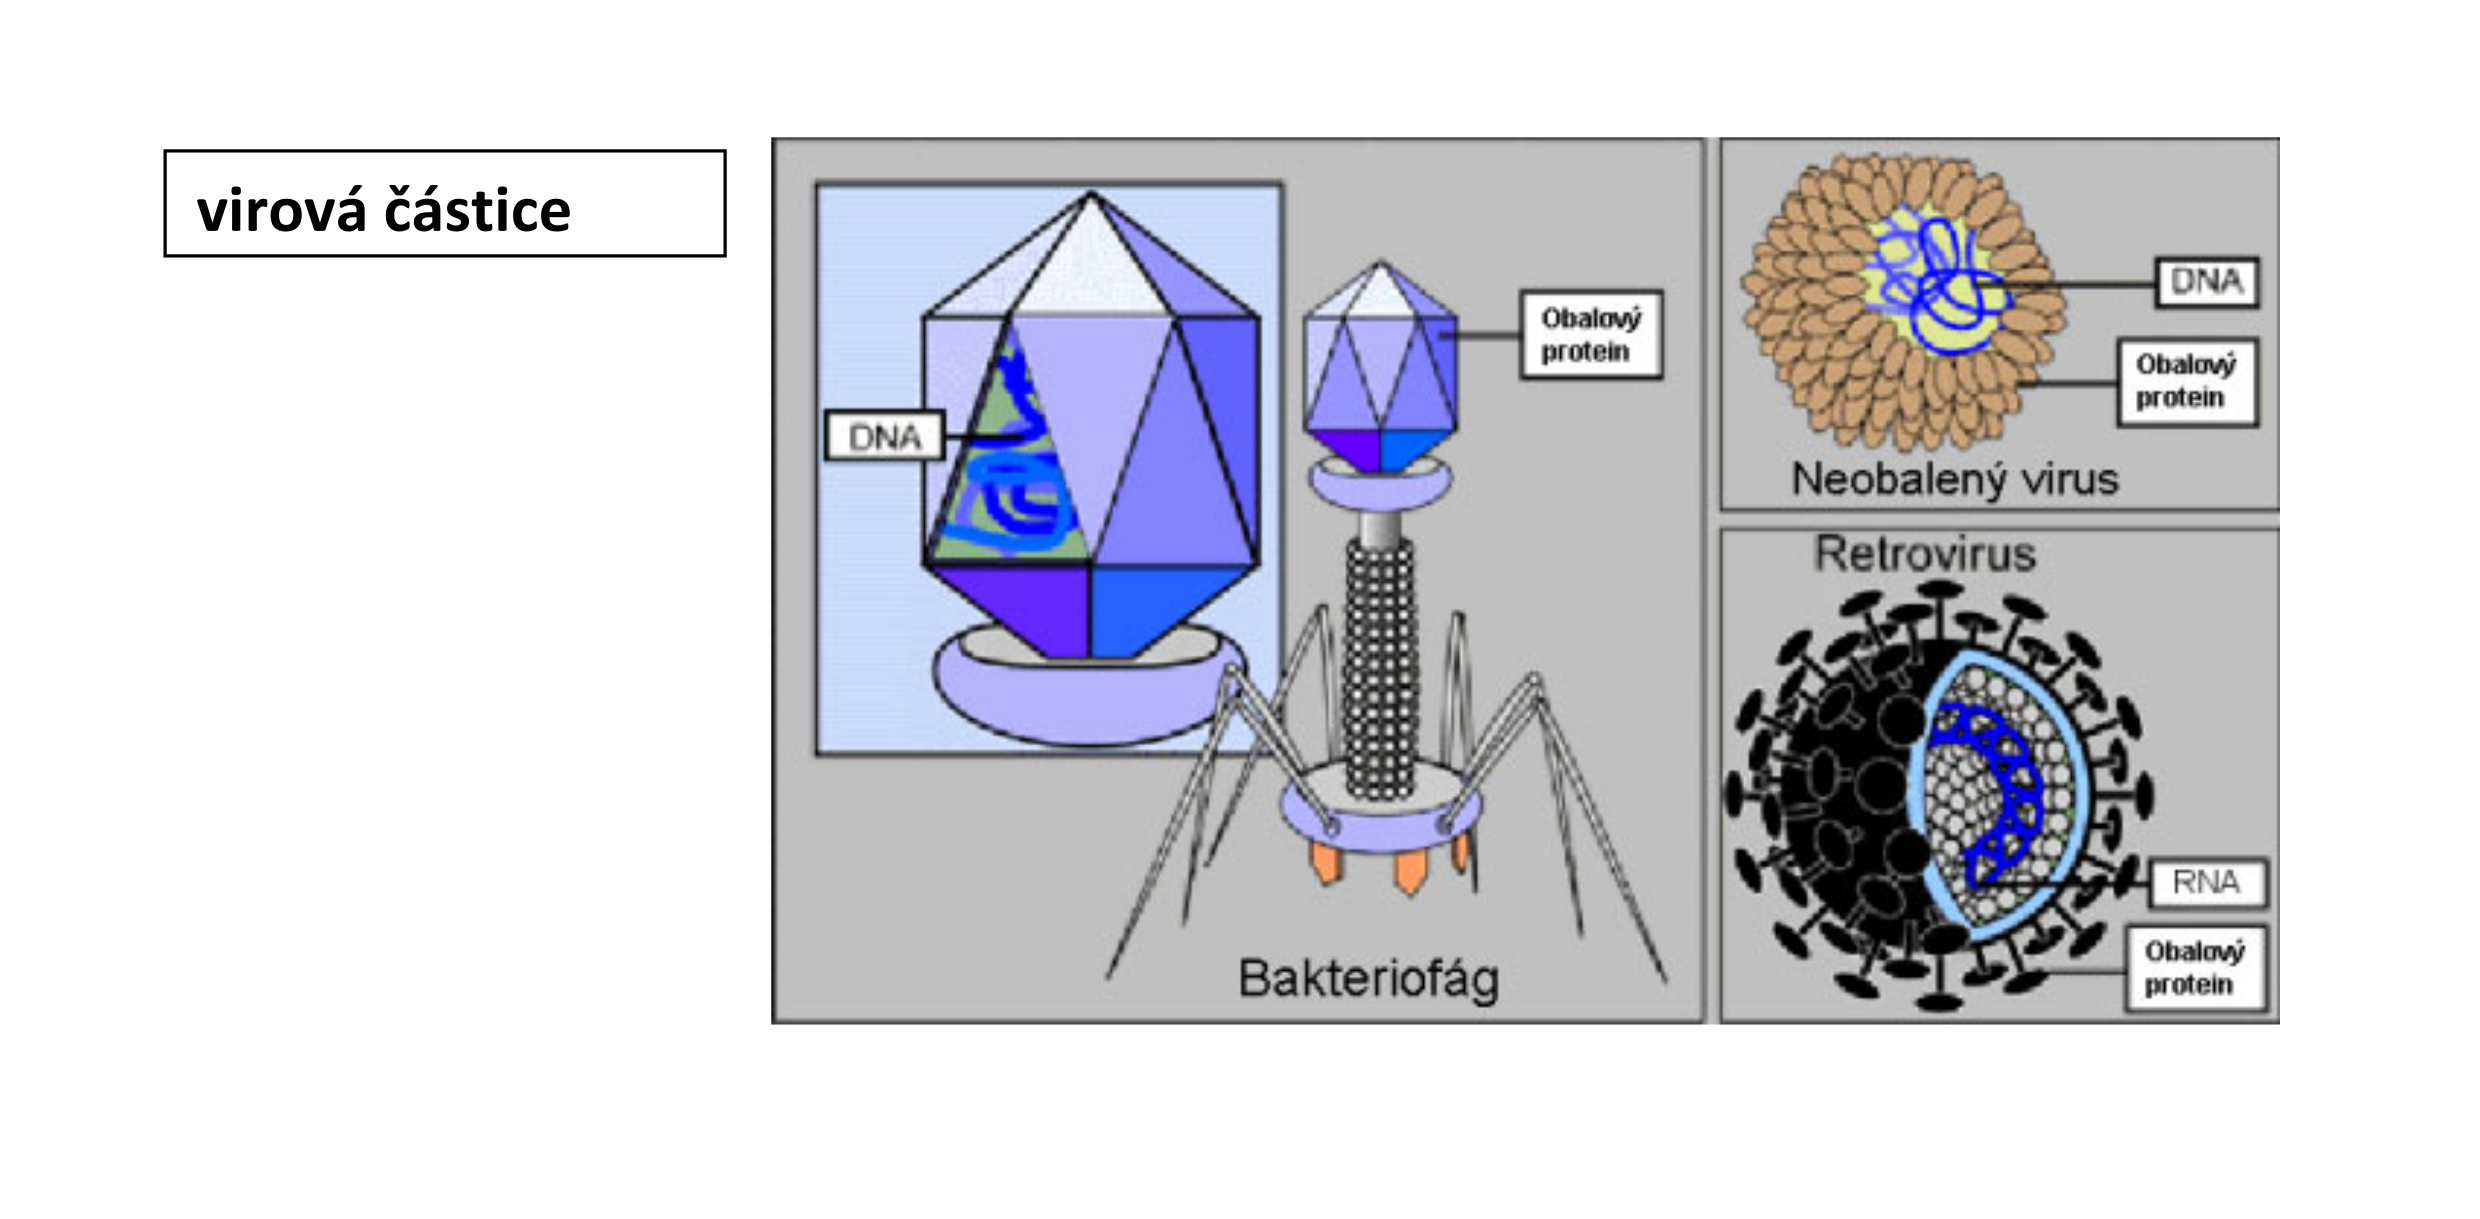 virová částice
DNA
Obalový
protein
Bakteriofág
DNA
Obalový
protein
Neobalený virus
Retrovirus
RNA
Obalový
protein